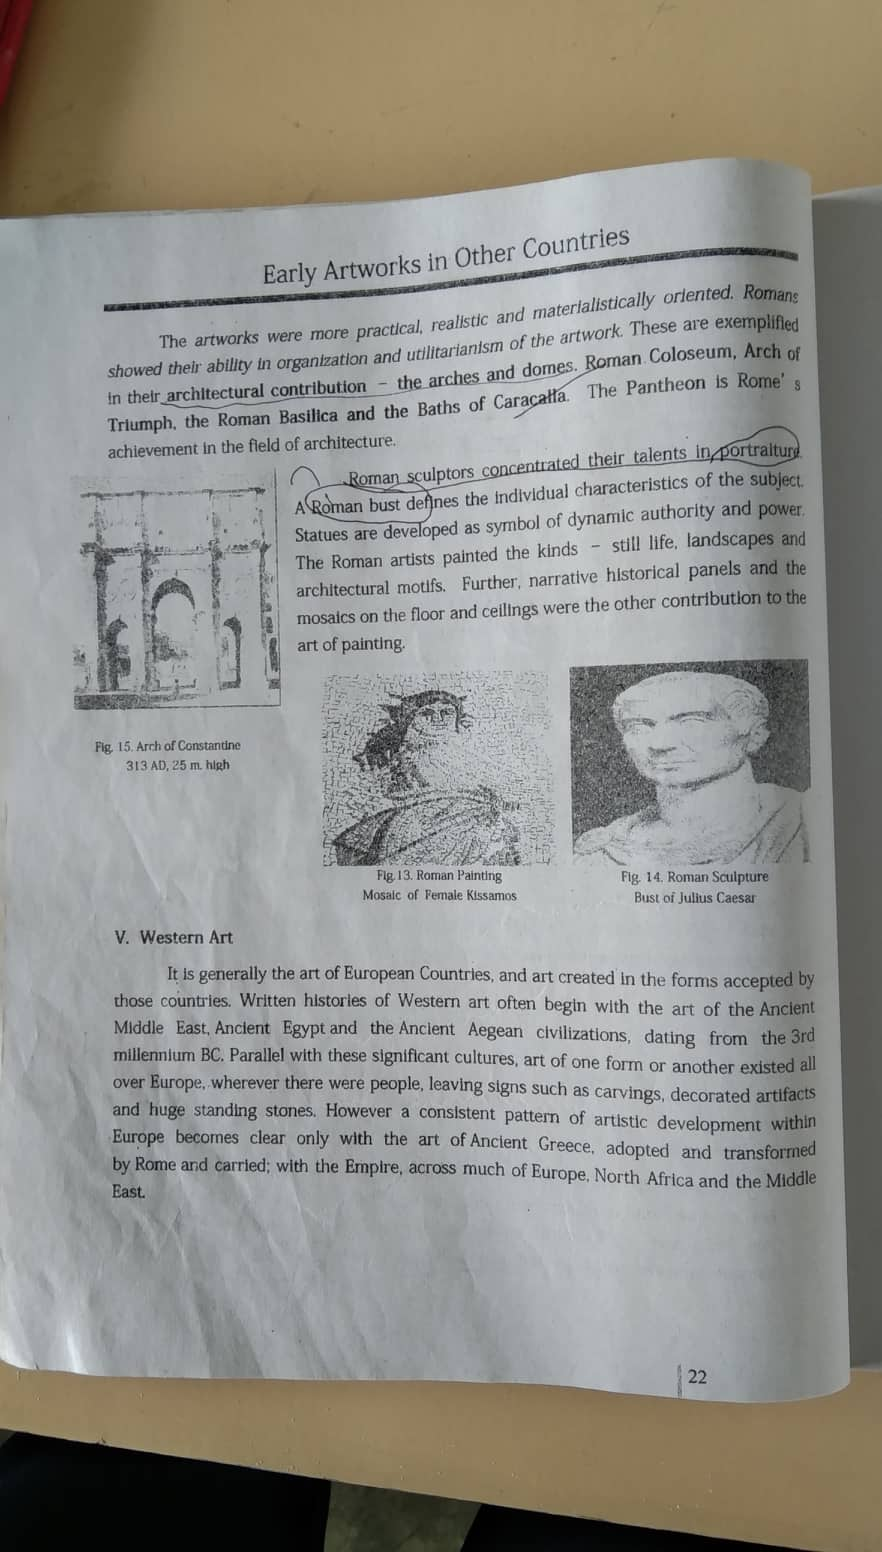 Early Artworks in Other Countries
The artworks were more practical, realistic and materialistically oriented. Romans
showed their ability in organization and utilitarianism of the artwork. These are exemplified
in their architectural contribution - the arches and domes. Roman Coloseum, Arch of
Triumph, the Roman Basilica and the Baths of Caracalla. The Pantheon is Rome's
achievement in the field of architecture.
Roman sculptors concentrated their talents in portraiture.
A Roman bust defines the individual characteristics of the subject.
Statues are developed as symbol of dynamic authority and power.
The Roman artists painted the kinds - still life, landscapes and
architectural motifs. Further, narrative historical panels and the
mosaics on the floor and ceilings were the other contribution to the
art of painting.
Fig. 15. Arch of Constantine
313 AD, 25 m. high
Fig.13. Roman Painting
Mosaic of Female Kissamos
Fig. 14. Roman Sculpture
Bust of Julius Caesar
V. Western Art
It is generally the art of European Countries, and art created in the forms accepted by
those countries. Written histories of Western art often begin with the art of the Ancient
Middle East, Ancient Egypt and the Ancient Aegean civilizations, dating from the 3rd
millennium BC. Parallel with these significant cultures, art of one form or another existed all
over Europe, wherever there were people, leaving signs such as carvings, decorated artifacts
and huge standing stones. However a consistent pattern of artistic development within
Europe becomes clear only with the art of Ancient Greece, adopted and transformed
by Rome and carried; with the Empire, across much of Europe, North Africa and the Middle
East.
22